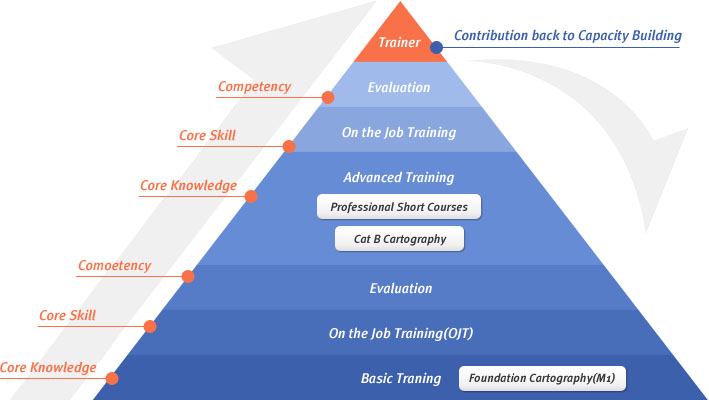 Trainer
Contribution back to Capacity Building
Competency
Evaluation
Core Skill
On the Job Training
Core Knowledge
Advanced Training
Professional Short Courses
Cat B Cartography
Comoetency
Evaluation
Core Skill
On the Job Training(OJT)
Core Knowledge
Basic Traning
Foundation Cartography(M1)